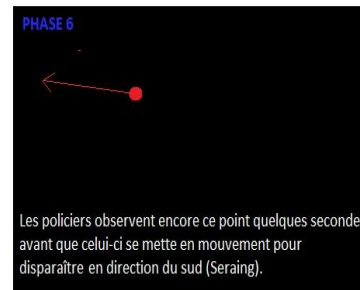 PHASE 6
Les policiers observent encore ce point quelques seconde
avant que celui-ci se mette en mouvement pour
disparaître en direction du sud (Seraing).